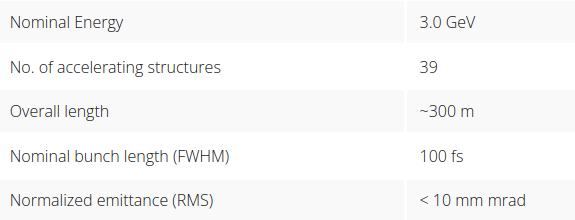 Nominal Energy 3.0 GeV
No. of accelerating structures 39
Overall length ~300 m
Nominal bunch length (FWHM) 100 fs
Normalized emittance (RMS) < 10 mm mrad